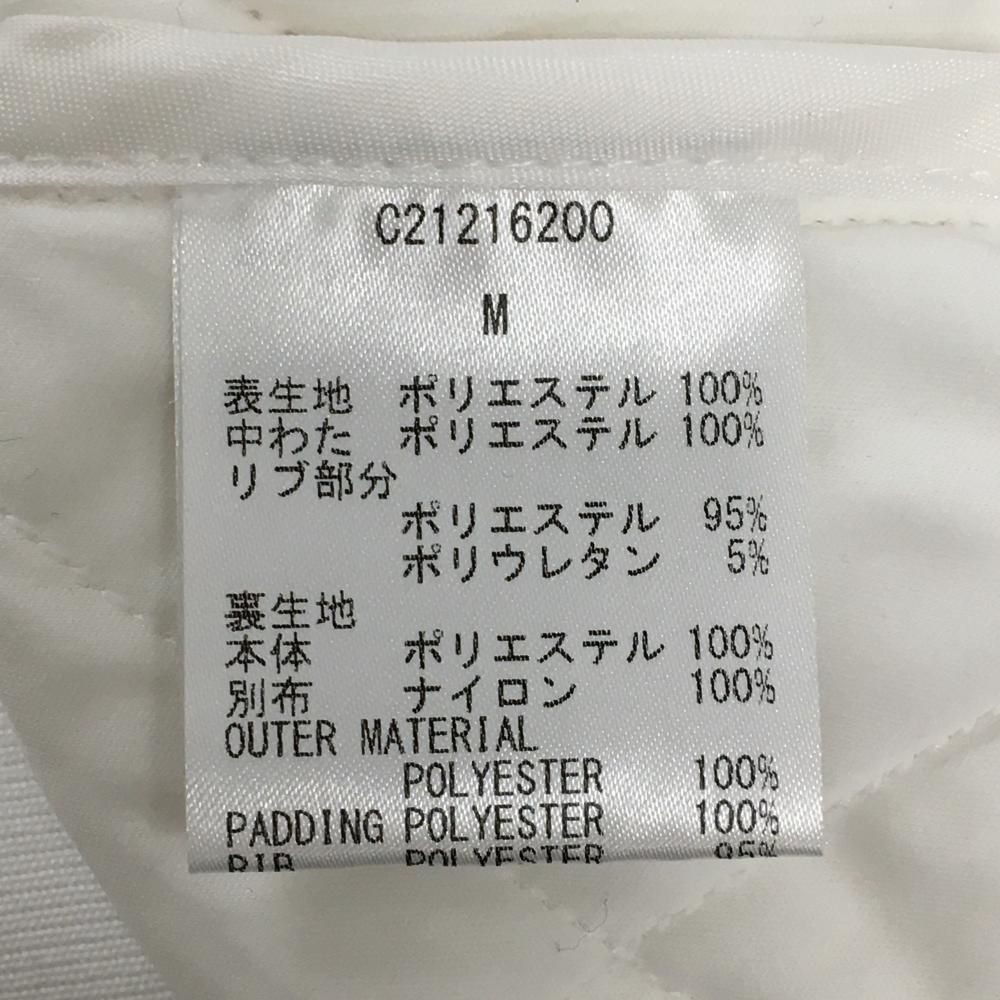 C21216200
M
表生地 ポリエステル 100%
中わた ポリエステル 100%
リブ部分
ポリエステル 95%
ポリウレタン 5%
裏生地
本体 ポリエステル 100%
別布 ナイロン 100%
OUTER MATERIAL
POLYESTER 100%
PADDING POLYESTER 100%
RIB POLYESTER 95%